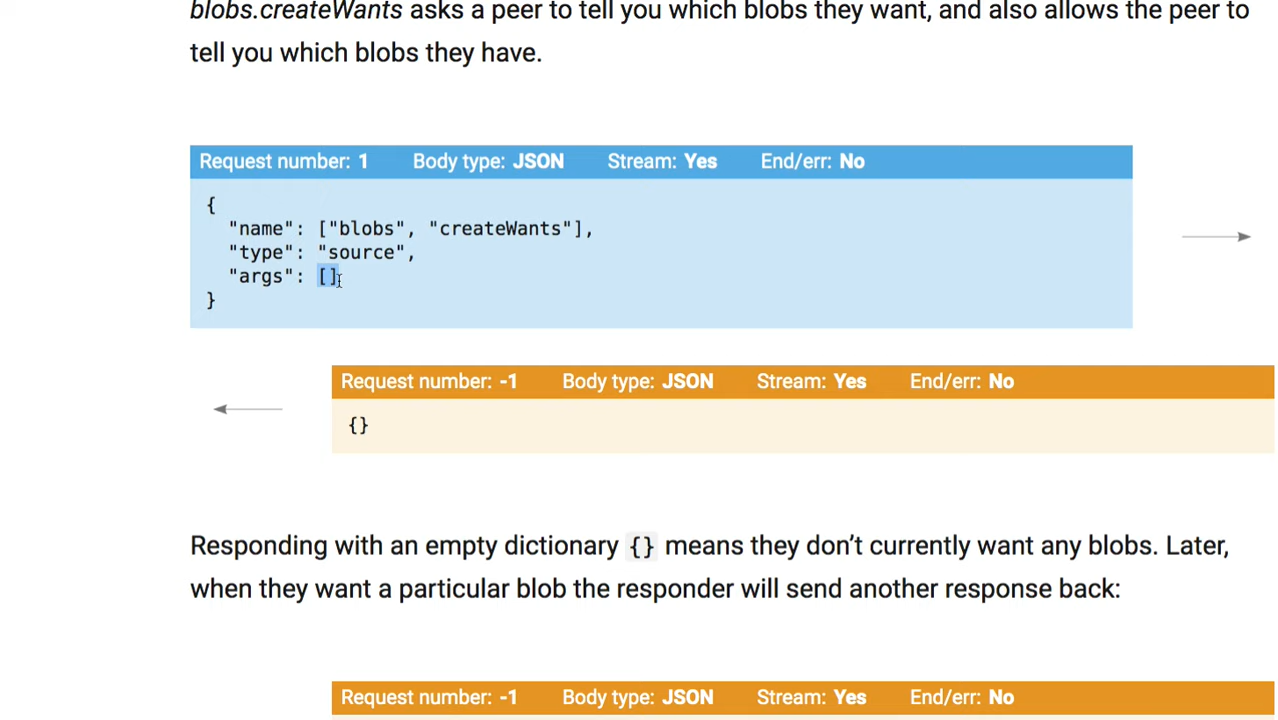 blobs.createWants asks a peer to tell you which blobs they want, and also allows the peer to
tell you which blobs they have.
Request number: 1 Body type: JSON Stream: Yes End/err: No
{
  "name": ["blobs", "createWants"],
  "type": "source",
  "args": []
}
Request number: -1 Body type: JSON Stream: Yes End/err: No
{}
Responding with an empty dictionary {} means they don’t currently want any blobs. Later,
when they want a particular blob the responder will send another response back:
Request number: -1 Body type: JSON Stream: Yes End/err: No